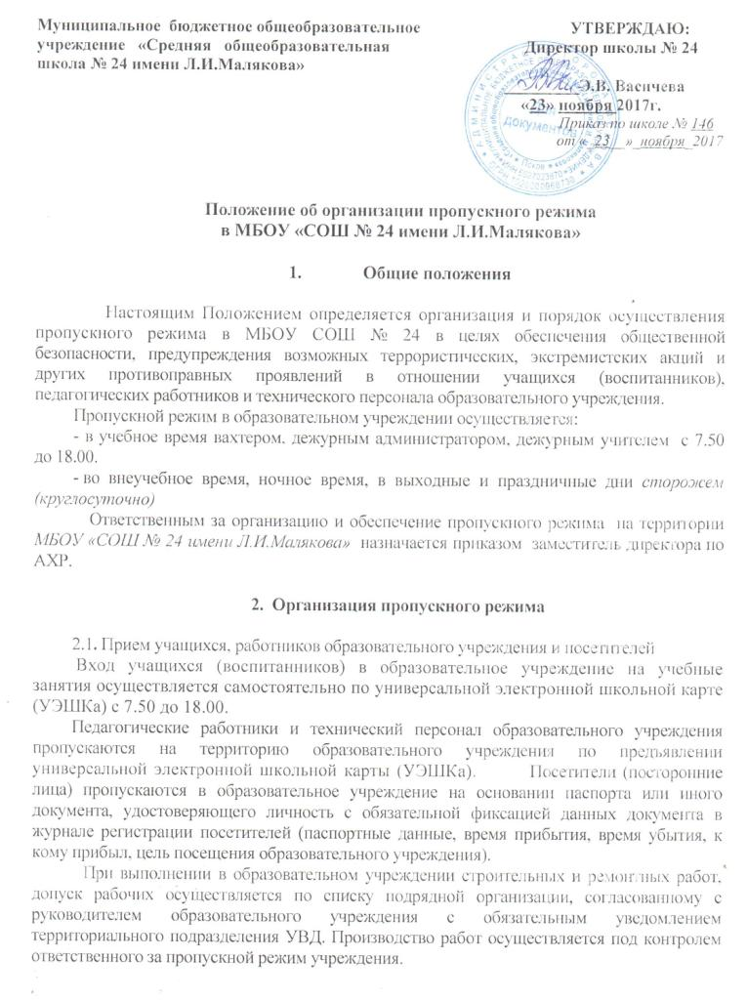 Муниципальное бюджетное общеобразовательное
учреждение «Средняя общеобразовательная
школа № 24 имени Л.И.Малякова»
УТВЕРЖДАЮ:
Директор школы № 24
Э.В. Васичева
«23» ноября 2017г.
Приказ по школе № 146
от « 23 » ноября 2017
документов
Положение об организации пропускного режима
в МБОУ «СОШ № 24 имени Л.И.Малякова»
1. Общие положения
Настоящим Положением определяется организация и порядок осуществления
пропускного режима в МБОУ СОШ № 24 в целях обеспечения общественной
безопасности, предупреждения возможных террористических, экстремистских акций и
других противоправных проявлений в отношении учащихся (воспитанников),
педагогических работников и технического персонала образовательного учреждения.
Пропускной режим в образовательном учреждении осуществляется:
- в учебное время вахтером, дежурным администратором, дежурным учителем с 7.50
до 18.00.
- во внеучебное время, ночное время, в выходные и праздничные дни сторожем
(круглосуточно)
Ответственным за организацию и обеспечение пропускного режима на территории
МБОУ «СОШ № 24 имени Л.И.Малякова» назначается приказом заместитель директора по
АХР.
2. Организация пропускного режима
2.1. Прием учащихся, работников образовательного учреждения и посетителей
Вход учащихся (воспитанников) в образовательное учреждение на учебные
занятия осуществляется самостоятельно по универсальной электронной школьной карте
(УЭШКа) с 7.50 до 18.00.
Педагогические работники и технический персонал образовательного учреждения
пропускаются на территорию образовательного учреждения по предъявлении
универсальной электронной школьной карты (УЭШКа). Посетители (посторонние
лица) пропускаются в образовательное учреждение на основании паспорта или иного
документа, удостоверяющего личность с обязательной фиксацией данных документа в
журнале регистрации посетителей (паспортные данные, время прибытия, время убытия, к
кому прибыл, цель посещения образовательного учреждения).
При выполнении в образовательном учреждении строительных и ремонтных работ,
допуск рабочих осуществляется по списку подрядной организации, согласованному с
руководителем образовательного учреждения с обязательным уведомлением
территориального подразделения УВД. Производство работ осуществляется под контролем
ответственного за пропускной режим учреждения.